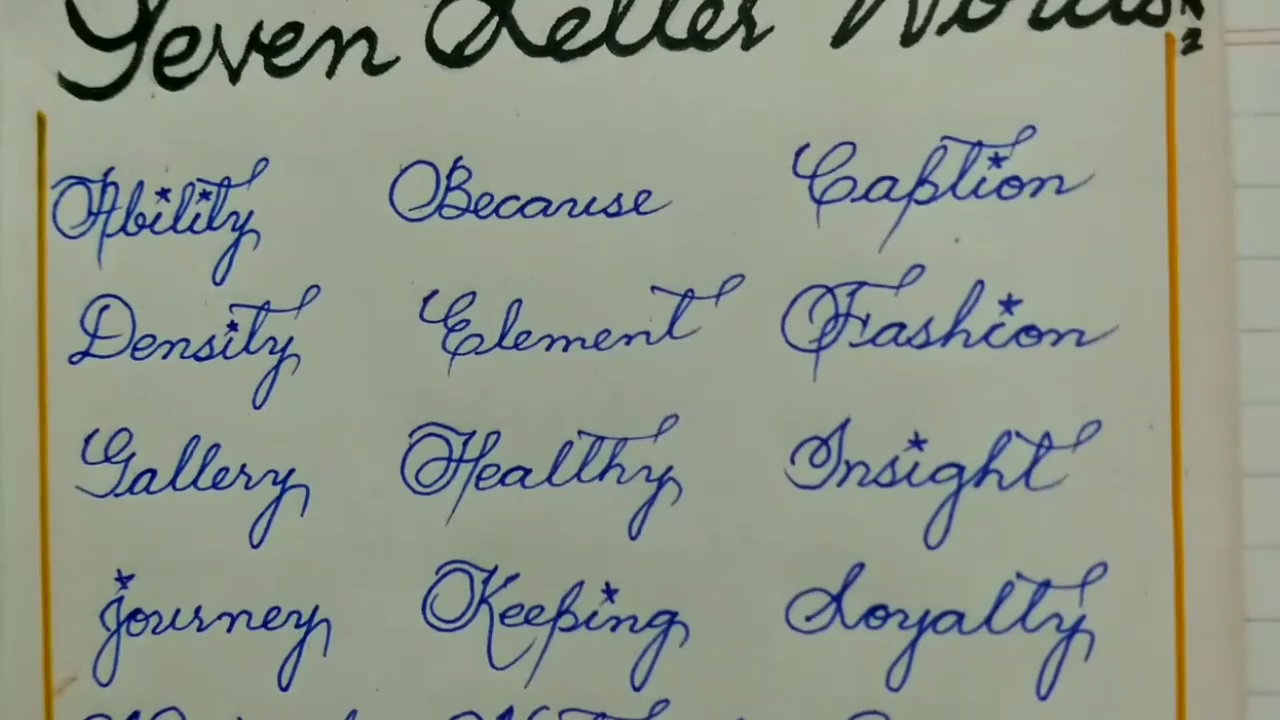 Seven Letter Words
Ability Because Caption
Density Element Fashion
Gallery Healthy Insight
Journey Keeping Loyalty